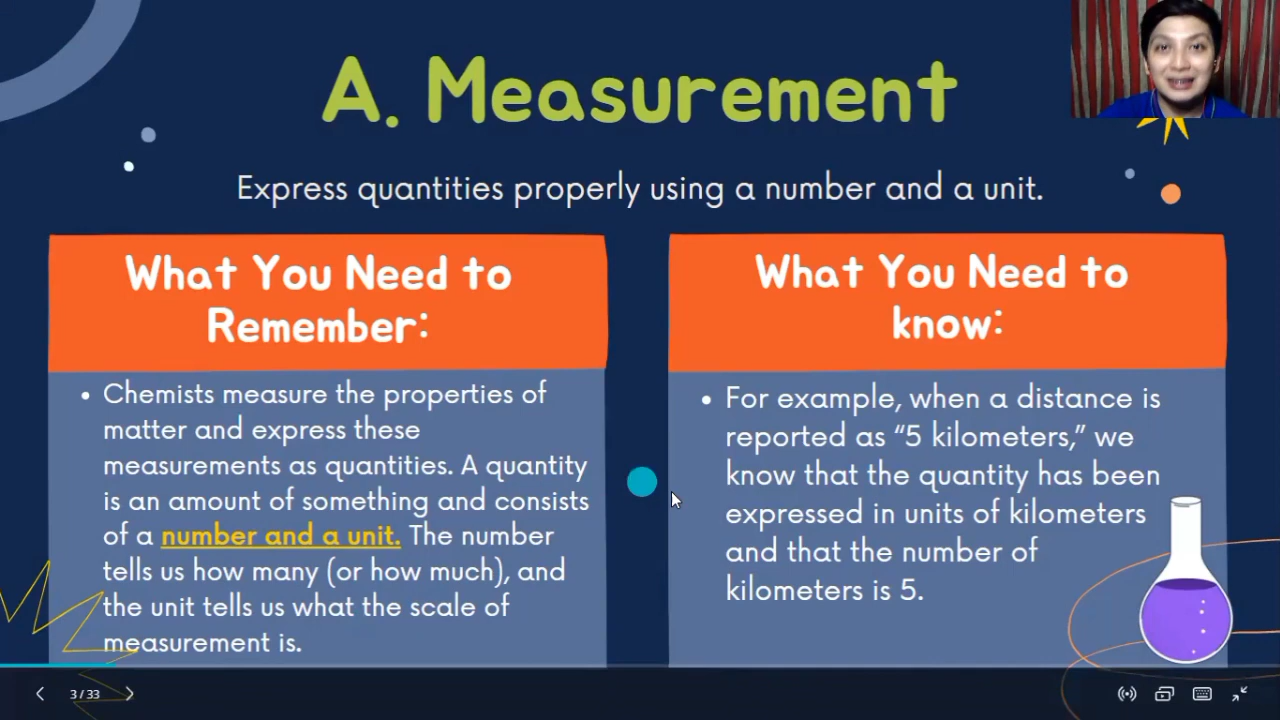 A. Measurement
Express quantities properly using a number and a unit.
What You Need to
Remember:
• Chemists measure the properties of
matter and express these
measurements as quantities. A quantity
is an amount of something and consists
of a number and a unit. The number
tells us how many (or how much), and
the unit tells us what the scale of
measurement is.
What You Need to
know:
• For example, when a distance is
reported as “5 kilometers,” we
know that the quantity has been
expressed in units of kilometers
and that the number of
kilometers is 5.
3 / 33